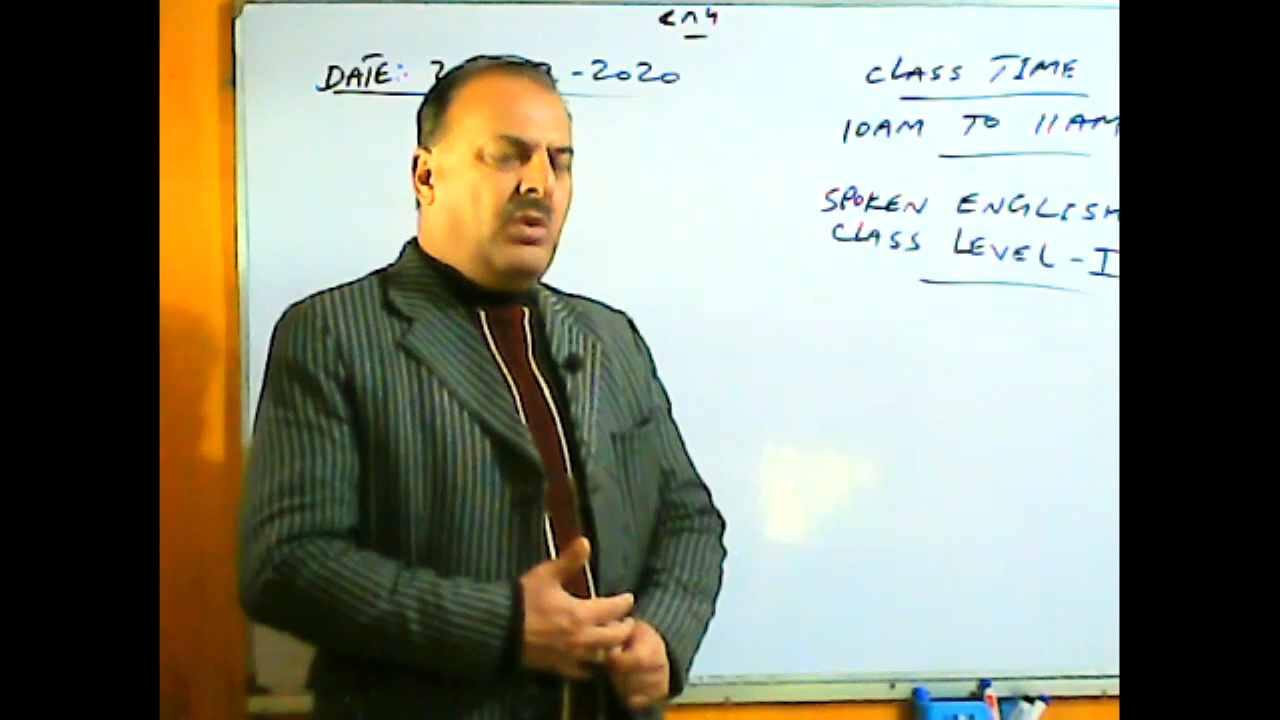 DATE: -2020
CLASS TIME
10AM TO 11AM
SPOKEN ENGLISH
CLASS LEVEL-I